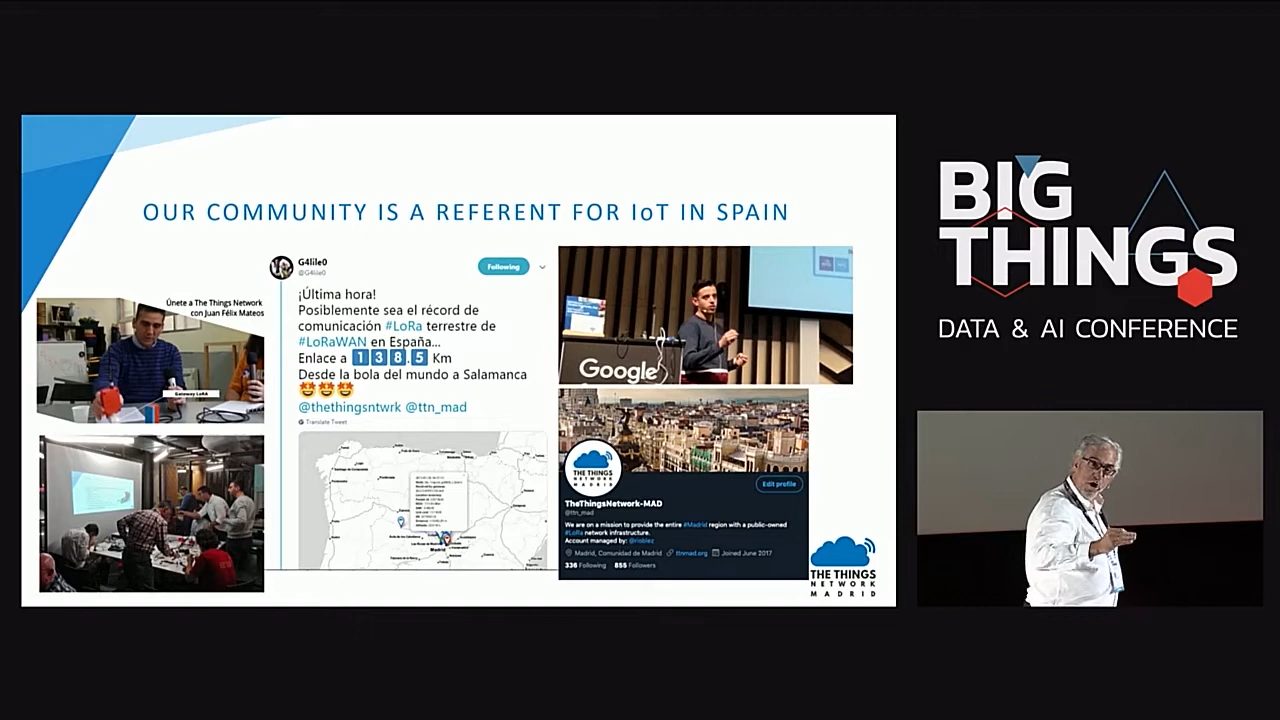 OUR COMMUNITY IS A REFERENT FOR IoT IN SPAIN
Únete a The Things Network
con Juan Félix Mateos
Gateway LoRA
G4lile0
@G4lile0
Following
¡Última hora!
Posiblemente sea el récord de
comunicación #LoRa terrestre de
#LoRaWAN en España...
Enlace a 138.5 Km
Desde la bola del mundo a Salamanca
🤩🤩🤩
@thethingsntwrk @ttn_mad
Translate Tweet
Madrid
Google
THE THINGS
NETWORK
MADRID
Edit profile
TheThingsNetwork-MAD
@ttn_mad
We are on a mission to provide the entire #Madrid region with a public-owned
#LoRa network infrastructure.
Account managed by: @rioblez
Madrid, Comunidad de Madrid ttnmad.org Joined June 2017
336 Following 855 Followers
THE THINGS
NETWORK
MADRID
BIG
THINGS
DATA & AI CONFERENCE